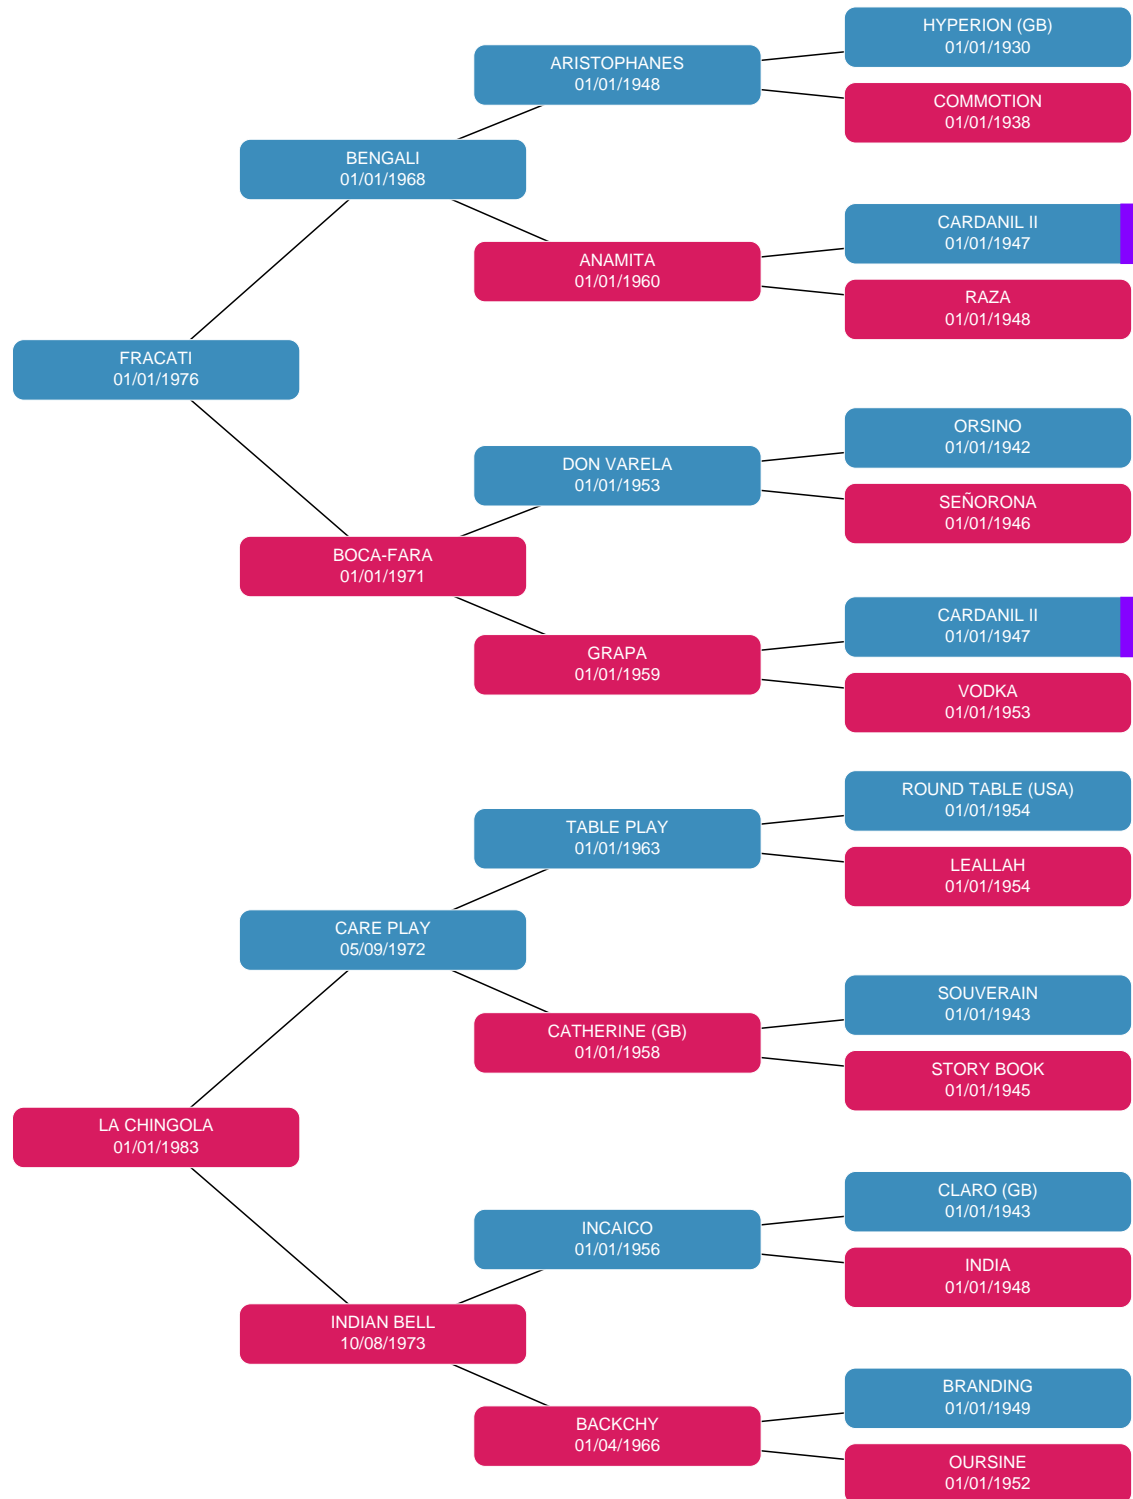 HYPERION (GB)
01/01/1930
ARISTOPHANES
01/01/1948
COMMOTION
01/01/1938
BENGALI
01/01/1968
CARDANIL II
01/01/1947
ANAMITA
01/01/1960
RAZA
01/01/1948
FRACATI
01/01/1976
ORSINO
01/01/1942
DON VARELA
01/01/1953
SEÑORONA
01/01/1946
BOCA-FARA
01/01/1971
CARDANIL II
01/01/1947
GRAPA
01/01/1959
VODKA
01/01/1953
ROUND TABLE (USA)
01/01/1954
TABLE PLAY
01/01/1963
LEALLAH
01/01/1954
CARE PLAY
05/09/1972
SOUVERAIN
01/01/1943
CATHERINE (GB)
01/01/1958
STORY BOOK
01/01/1945
LA CHINGOLA
01/01/1983
CLARO (GB)
01/01/1943
INCAICO
01/01/1956
INDIA
01/01/1948
INDIAN BELL
10/08/1973
BRANDING
01/01/1949
BACKCHY
01/04/1966
OURSINE
01/01/1952